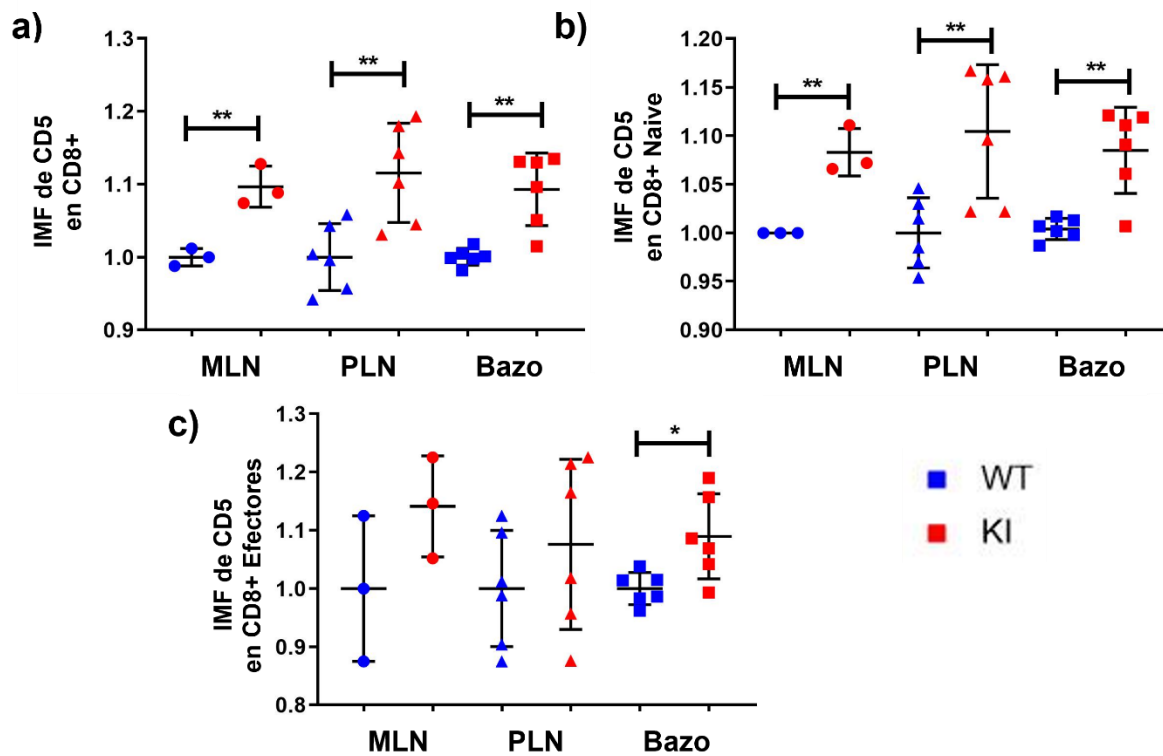 a)
IMF de CD5
en CD8+
1.3
1.2
1.1
1.0
0.9
**
**
**
MLN
PLN
Bazo
b)
IMF de CD5
en CD8+ Naive
1.20
1.15
1.10
1.05
1.00
0.95
0.90
**
**
**
MLN
PLN
Bazo
c)
IMF de CD5
en CD8+ Efectores
1.3
1.2
1.1
1.0
0.9
0.8
*
MLN
PLN
Bazo
WT
KI